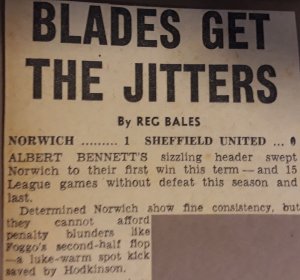 BLADES GET
THE JITTERS
By REG BALES
NORWICH ......... 1 SHEFFIELD UNITED ... 0
ALBERT BENNETT'S sizzling header swept
Norwich to their first win this term — and 15
League games without defeat this season and
last.
Determined Norwich show fine consistency, but
they cannot afford
penalty blunders like
Foggo's second-half flop
—a luke-warm spot kick
saved by Hodkinson.